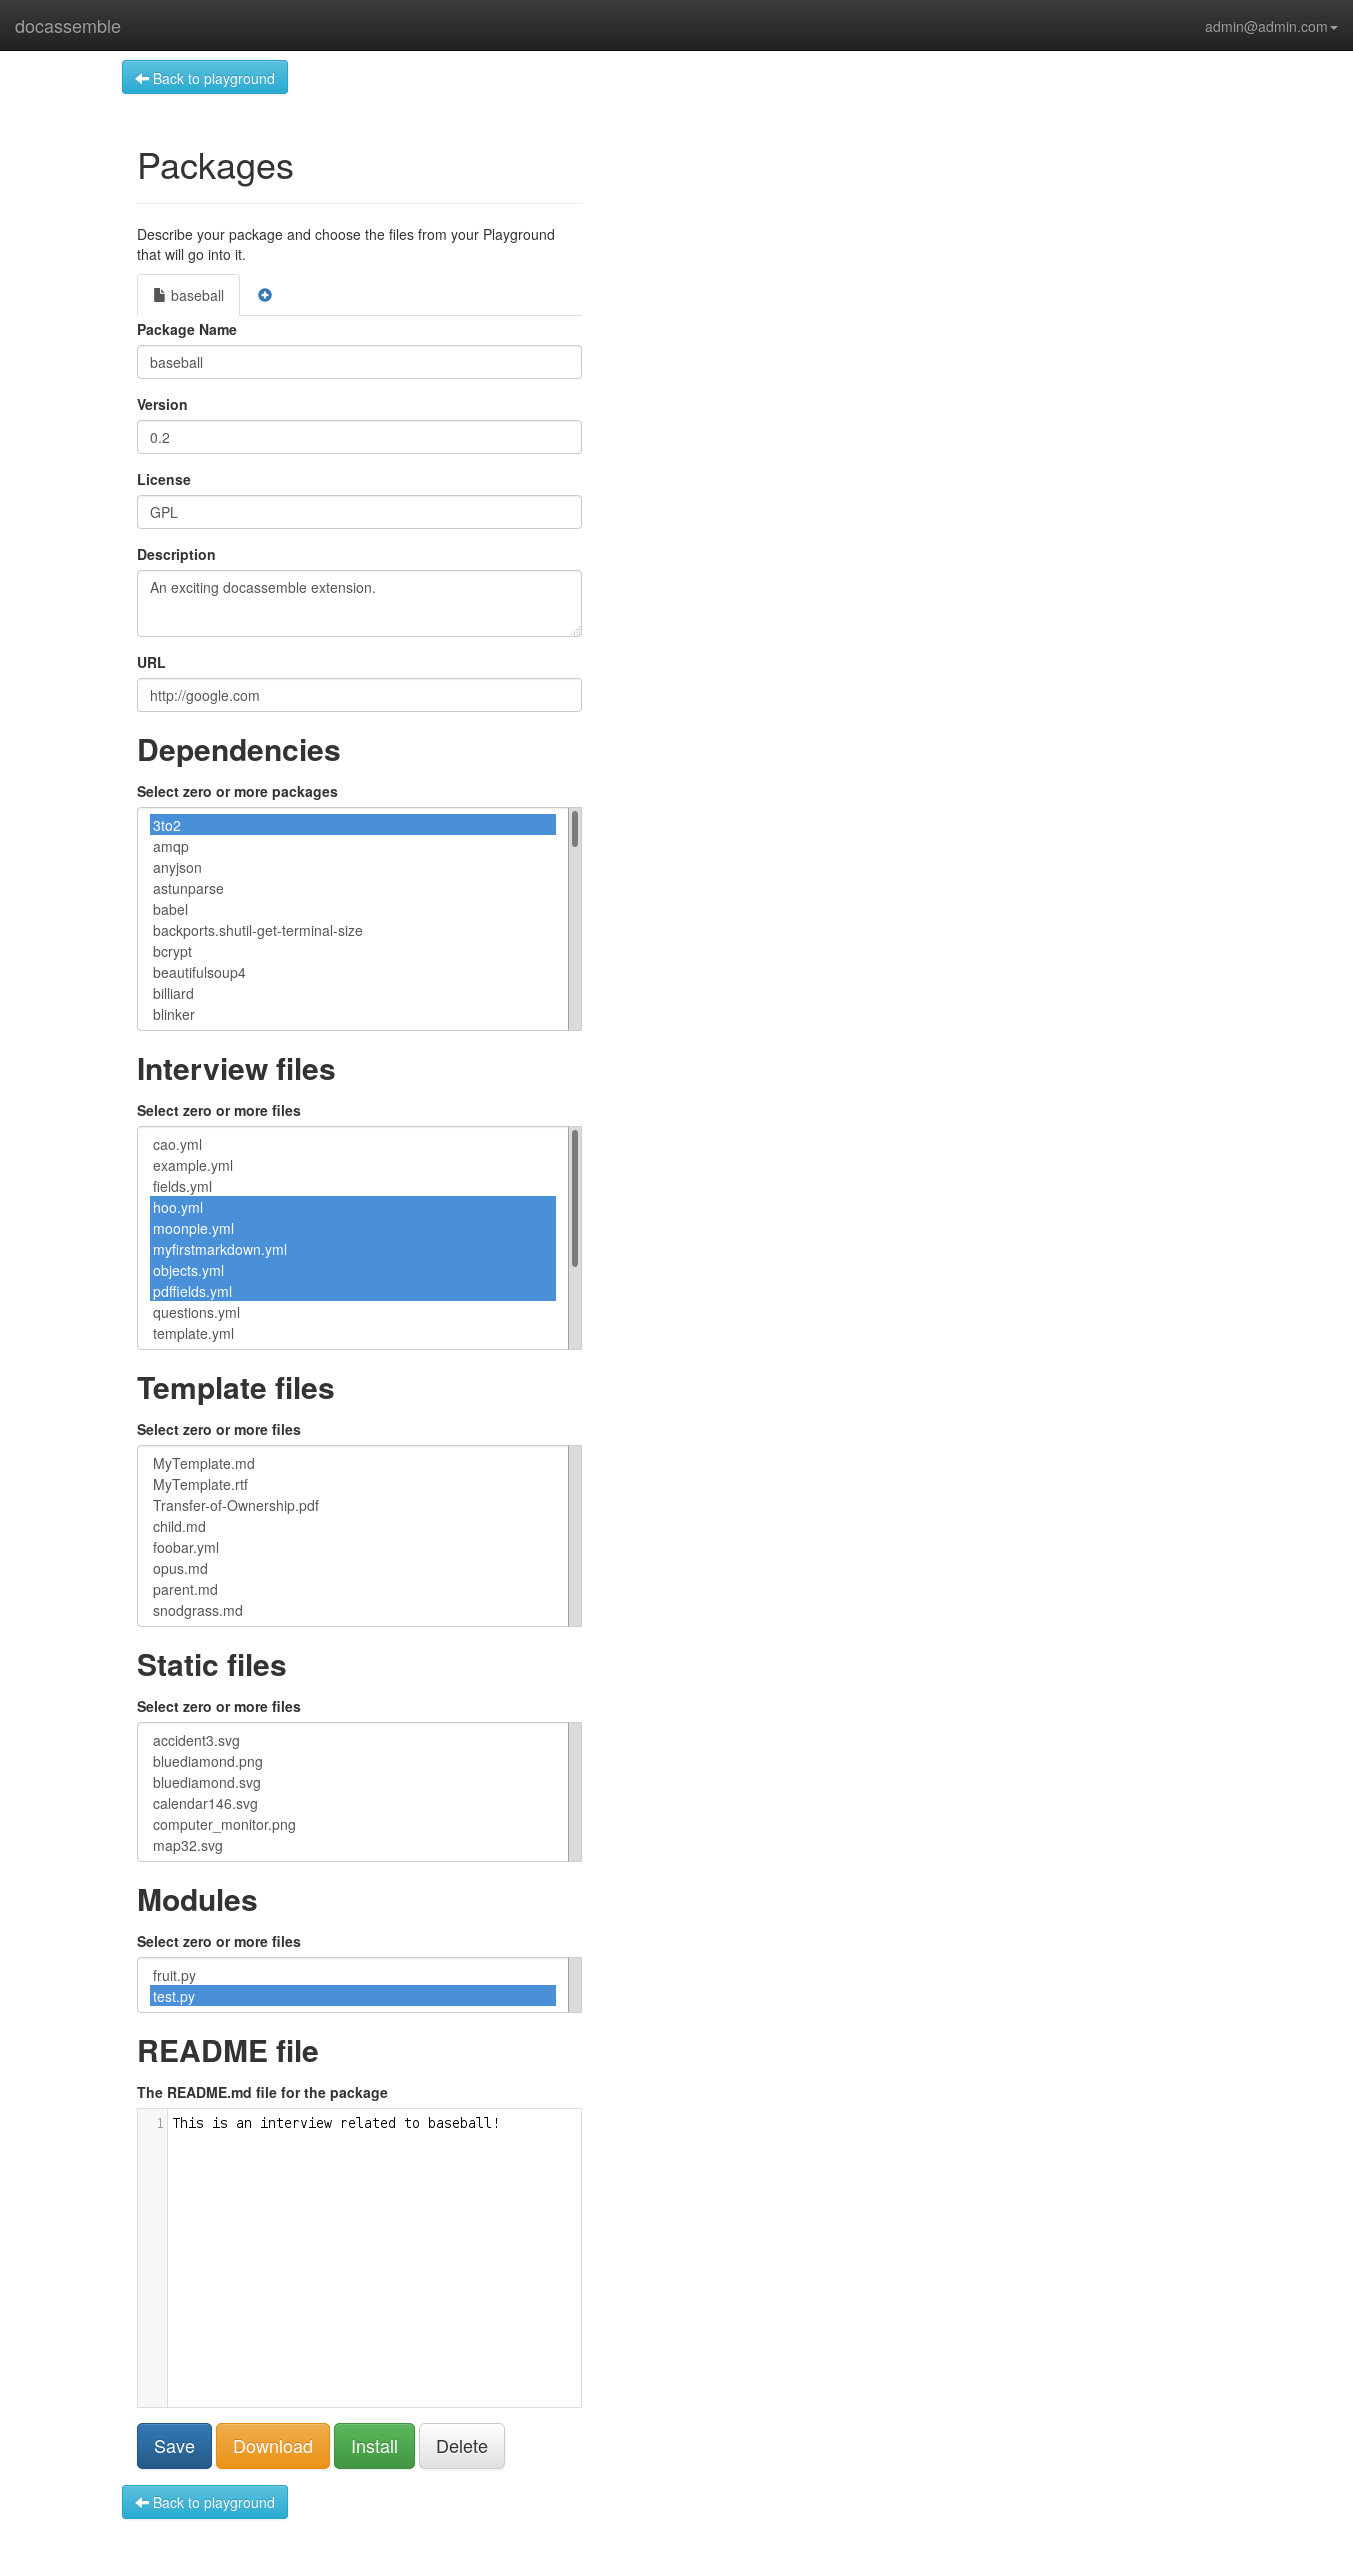 docassemble
admin@admin.com
Back to playground
Packages
Describe your package and choose the files from your Playground
that will go into it.
baseball
Package Name
baseball
Version
0.2
License
GPL
Description
An exciting docassemble extension.
URL
http://google.com
Dependencies
Select zero or more packages
3to2
amqp
anyjson
astunparse
babel
backports.shutil-get-terminal-size
bcrypt
beautifulsoup4
billiard
blinker
Interview files
Select zero or more files
cao.yml
example.yml
fields.yml
hoo.yml
moonpie.yml
myfirstmarkdown.yml
objects.yml
pdffields.yml
questions.yml
template.yml
Template files
Select zero or more files
MyTemplate.md
MyTemplate.rtf
Transfer-of-Ownership.pdf
child.md
foobar.yml
opus.md
parent.md
snodgrass.md
Static files
Select zero or more files
accident3.svg
bluediamond.png
bluediamond.svg
calendar146.svg
computer_monitor.png
map32.svg
Modules
Select zero or more files
fruit.py
test.py
README file
The README.md file for the package
1 This is an interview related to baseball!
Save Download Install Delete
Back to playground